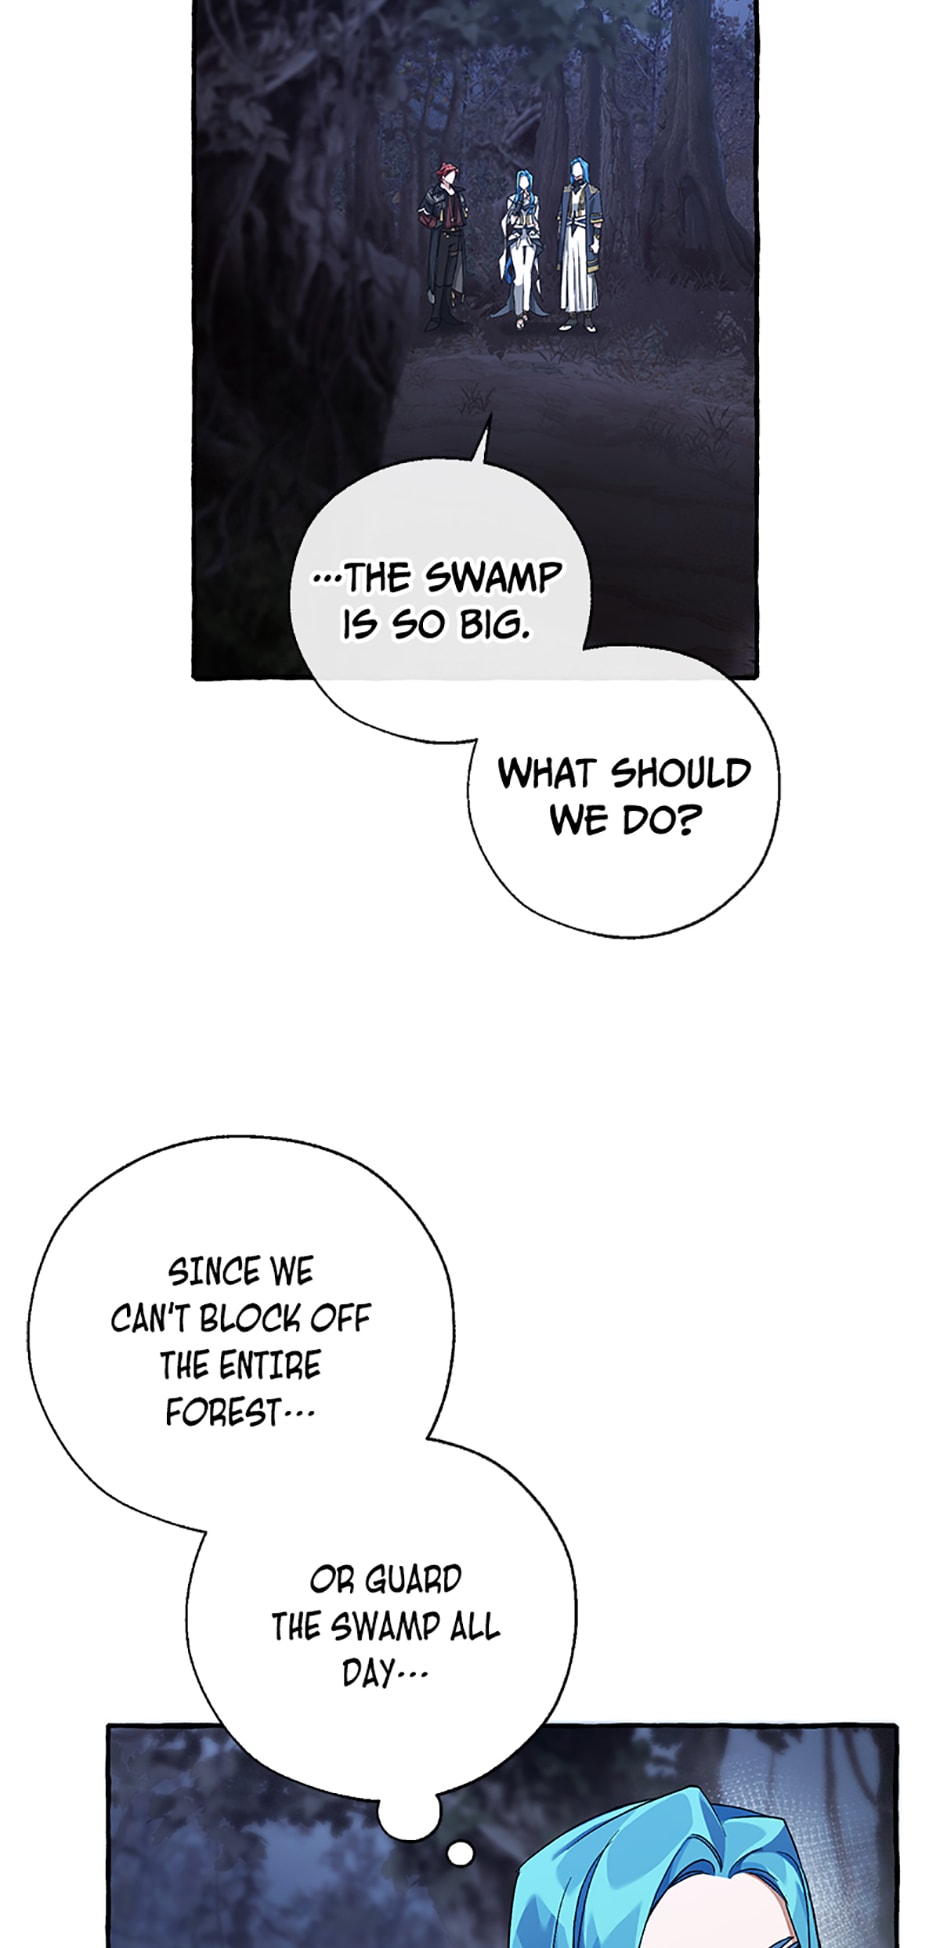 ...THE SWAMP
IS SO BIG.
WHAT SHOULD
WE DO?
SINCE WE
CAN'T BLOCK OFF
THE ENTIRE
FOREST...
OR GUARD
THE SWAMP ALL
DAY...